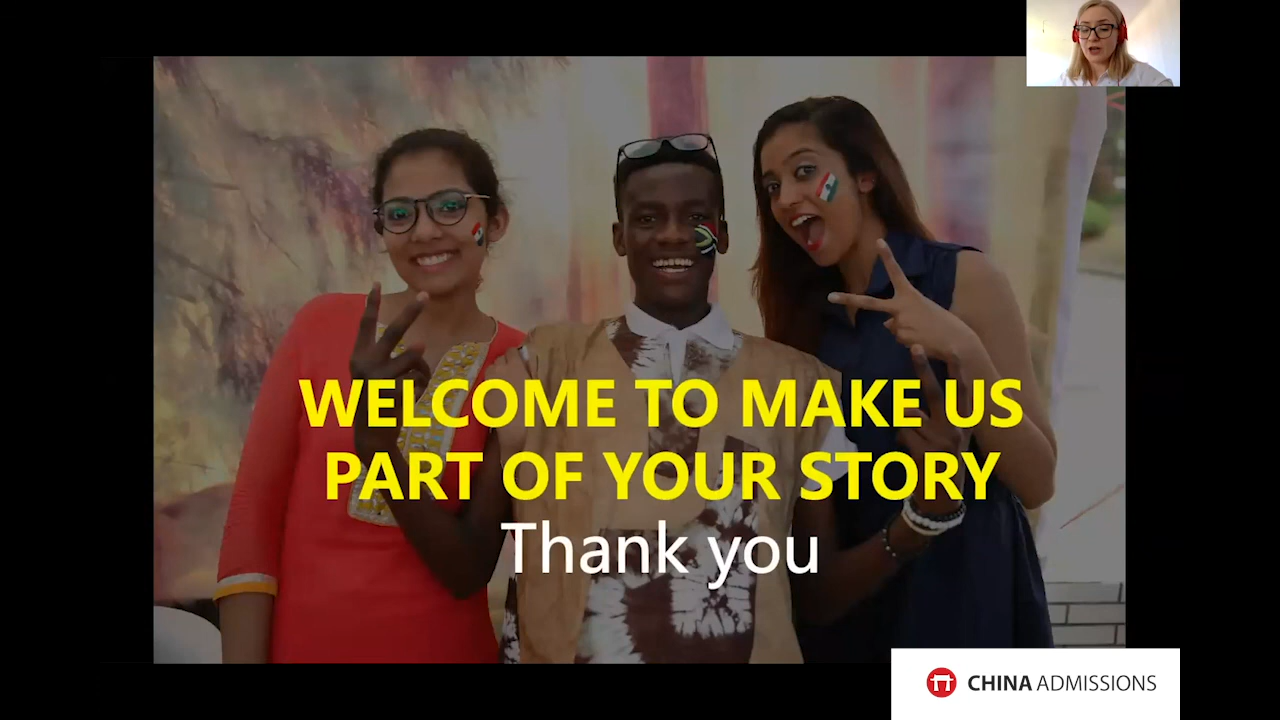 WELCOME TO MAKE US
PART OF YOUR STORY
Thank you
CHINA ADMISSIONS